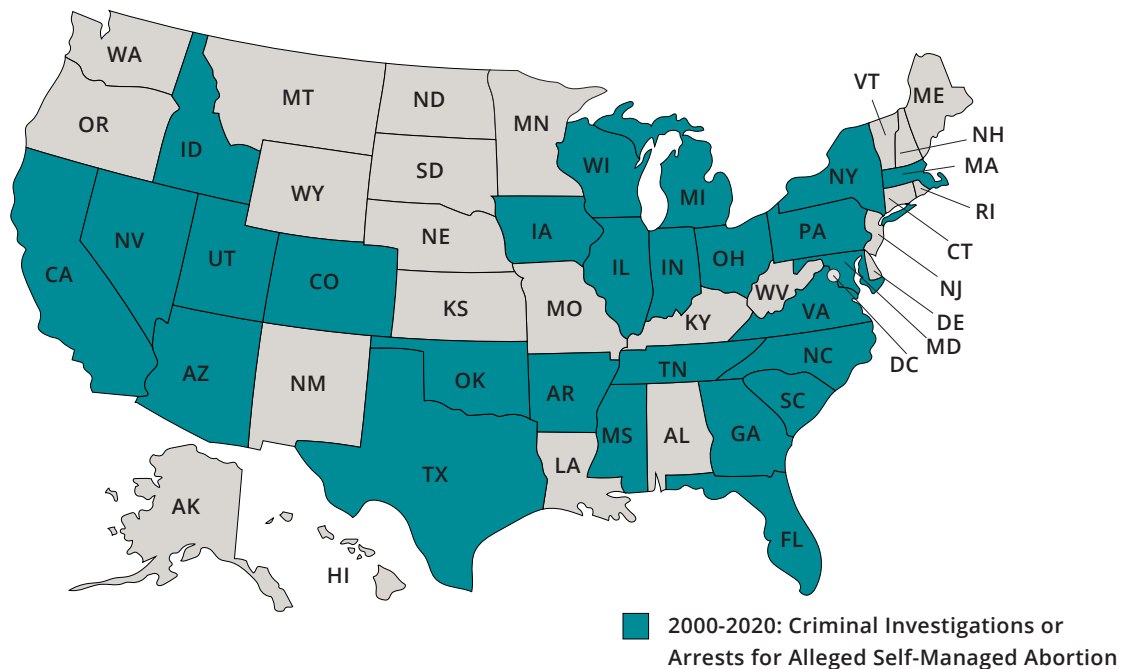 WA
MT
ND
MN
VT
ME
OR
ID
SD
WI
NH
MA
WY
MI
NY
RI
NV
NE
IA
PA
CT
CA
UT
CO
IL
IN
OH
NJ
KS
MO
WV
VA
DE
KY
MD
DC
AZ
NM
OK
AR
TN
NC
SC
MS
AL
GA
TX
LA
AK
FL
HI
2000-2020: Criminal Investigations or
Arrests for Alleged Self-Managed Abortion